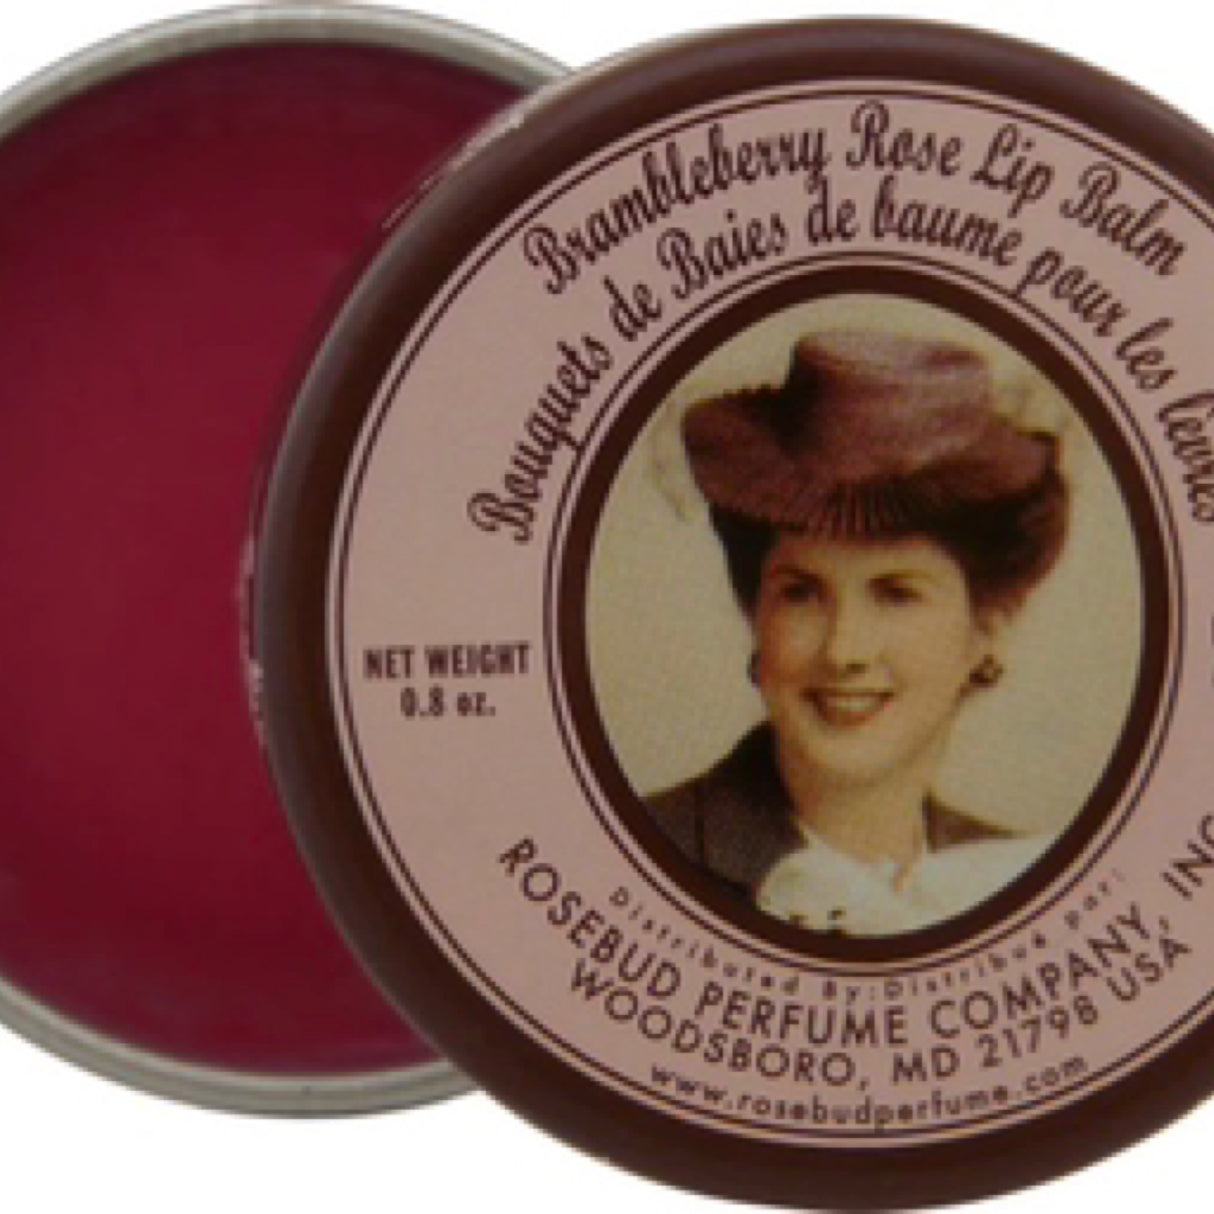 Brambleberry Rose Lip Balm
Bouquets de Baies de baume pour les lèvres
NET WEIGHT
0.8 oz.
Distributed By:Distribué par:
ROSEBUD PERFUME COMPANY, INC
WOODSBORO, MD 21798 USA
www.rosebudperfume.com